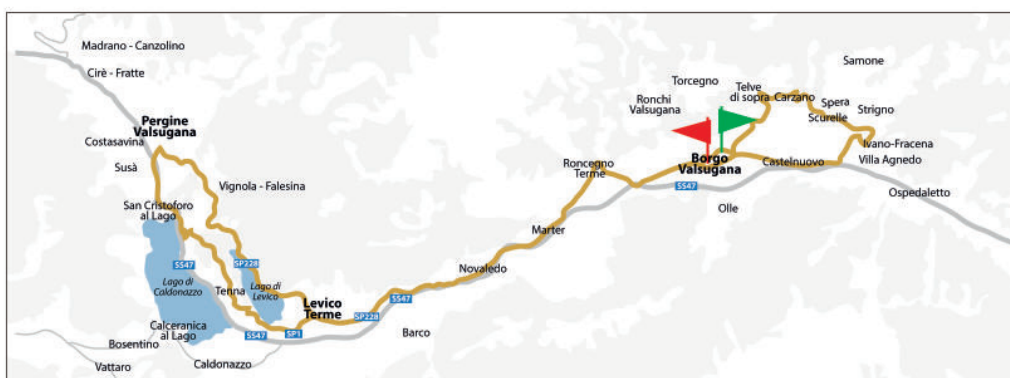 Madrano - Canzolino
Cirè - Fratte
Pergine
Valsugana
Costasavina
Susà
Vignola - Falesina
San Cristoforo
al Lago
SS47
SP228
Lago di
Caldonazzo
Tenna
Lago di
Levico
Levico
Terme
Calceranica
al Lago
SS47
SP1
SP228
SS47
Bosentino
Vattaro
Caldonazzo
Barco
Novaledo
Marter
Roncegno
Terme
Ronchi
Valsugana
Torcegno
Borgo
Valsugana
SS47
Olle
Telve
di sopra
Carzano
Samone
Spera
Strigno
Scurelle
Ivano-Fracena
Castelnuovo
Villa Agnedo
Ospedaletto